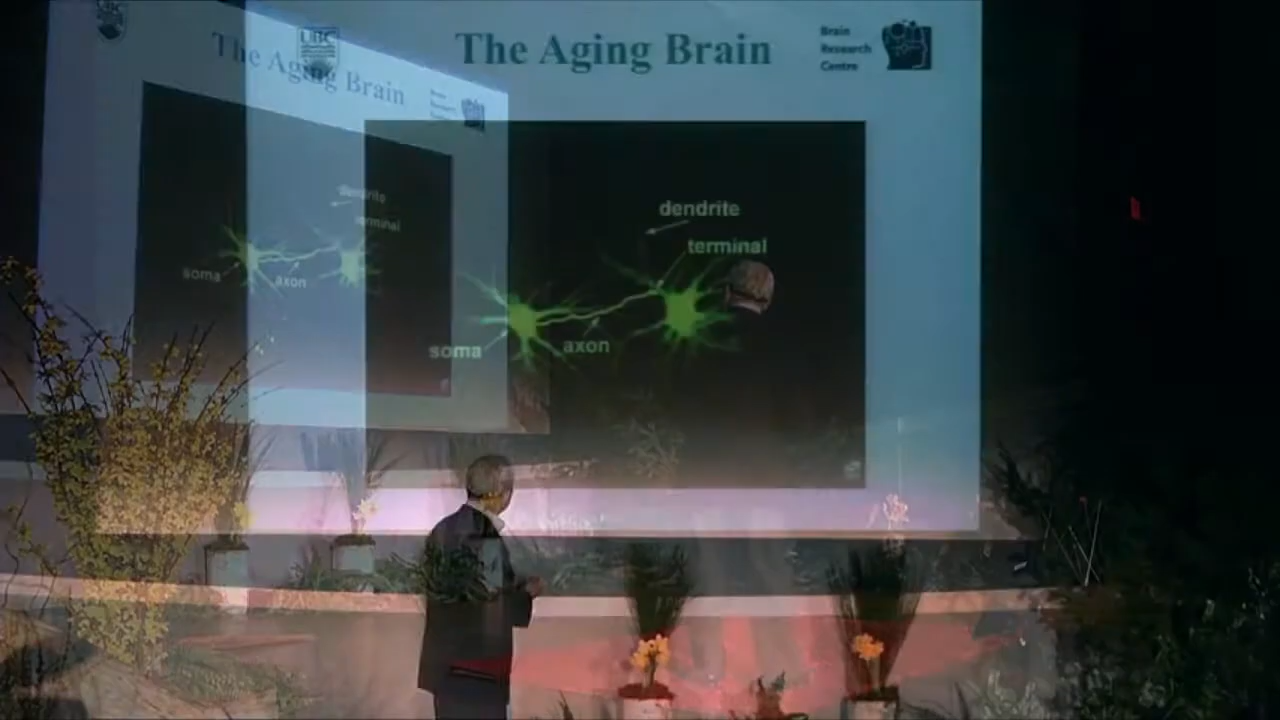 The Aging Brain
UBC
The Aging Brain
Brain
Research
Centre
dendrite
terminal
soma
axon
dendrite
terminal
soma
axon